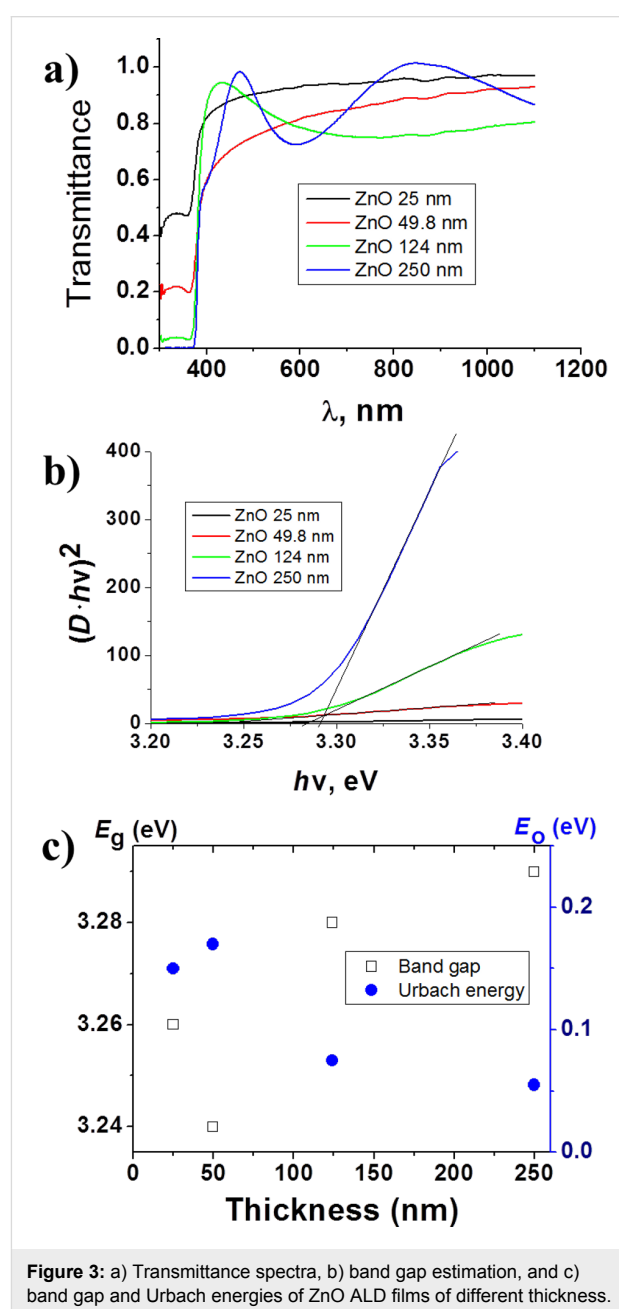 a)
Transmittance
1.0
0.8
0.6
0.4
0.2
0.0
ZnO 25 nm
ZnO 49.8 nm
ZnO 124 nm
ZnO 250 nm
400 600 800 1000 1200
λ, nm
b)
(D·hν)²
400
300
200
100
0
ZnO 25 nm
ZnO 49.8 nm
ZnO 124 nm
ZnO 250 nm
3.20 3.25 3.30 3.35 3.40
hν, eV
c)
Eg (eV)
Eo (eV)
3.28
3.26
3.24
0.2
0.1
0.0
Band gap
Urbach energy
0 50 100 150 200 250
Thickness (nm)
Figure 3: a) Transmittance spectra, b) band gap estimation, and c)
band gap and Urbach energies of ZnO ALD films of different thickness.